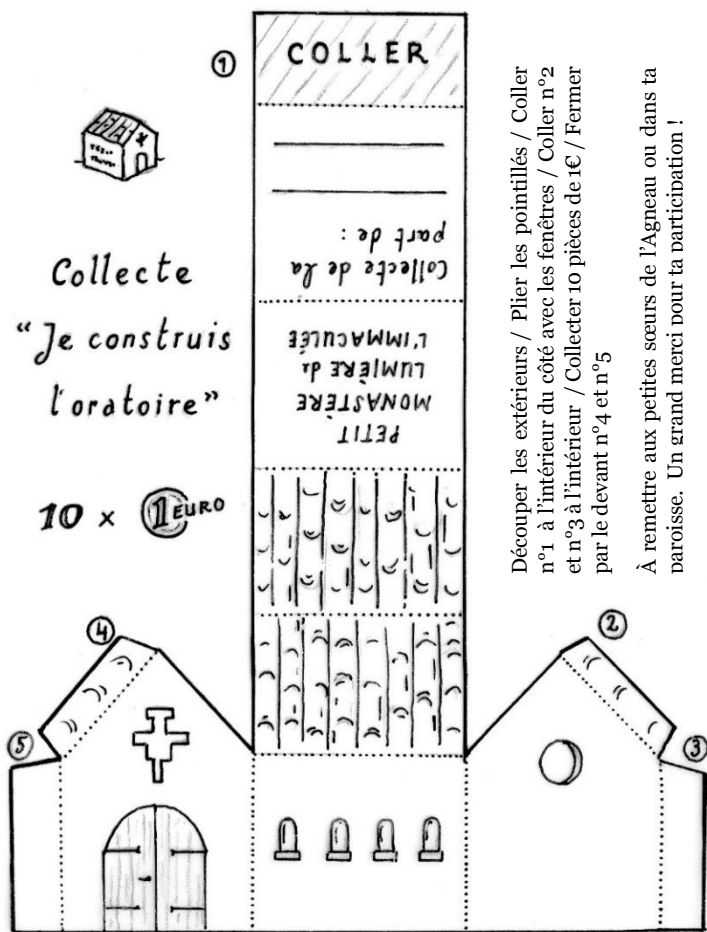 ①
COLLER
Collecte de la
part de :
PETIT
MONASTÈRE
LUMIÈRE de
L'IMMACULÉE
Collecte
“Je construis
l'oratoire”
10 x 1 EURO
④
⑤
②
③
Découper les extérieurs / Plier les pointillés / Coller
n°1 à l'intérieur du côté avec les fenêtres / Coller n°2
et n°3 à l'intérieur / Collecter 10 pièces de 1€ / Fermer
par le devant n°4 et n°5
À remettre aux petites sœurs de l'Agneau ou dans ta
paroisse. Un grand merci pour ta participation !